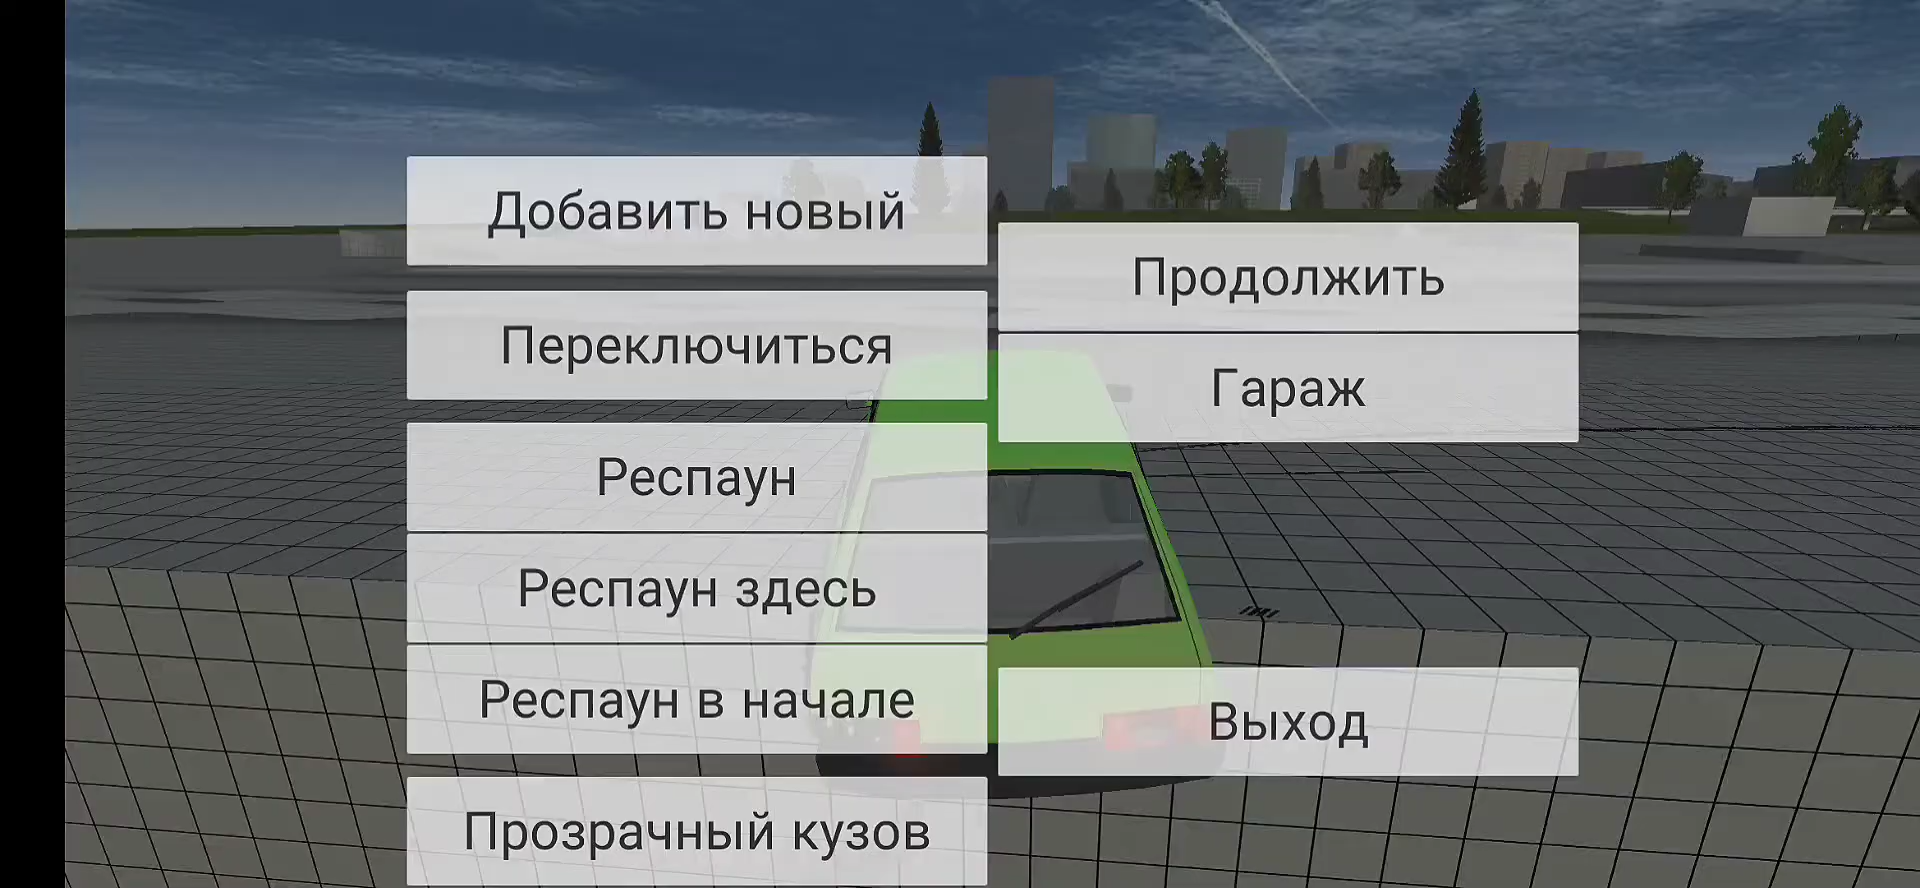 Добавить новый
Переключиться
Респаун
Респаун здесь
Респаун в начале
Прозрачный кузов
Продолжить
Гараж
Выход